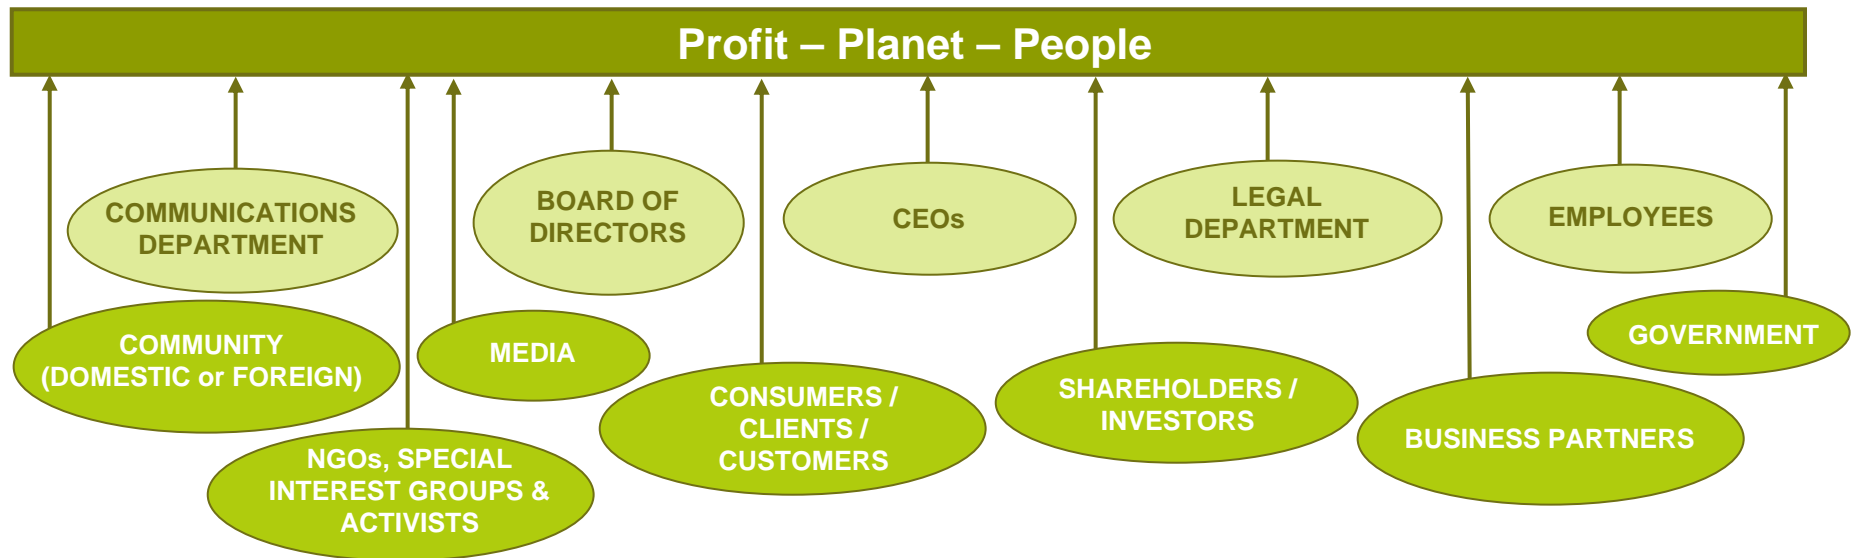 Profit – Planet – People
COMMUNICATIONS
DEPARTMENT
BOARD OF
DIRECTORS
CEOs
LEGAL
DEPARTMENT
EMPLOYEES
COMMUNITY
(DOMESTIC or FOREIGN)
MEDIA
GOVERNMENT
NGOs, SPECIAL
INTEREST GROUPS &
ACTIVISTS
CONSUMERS /
CLIENTS /
CUSTOMERS
SHAREHOLDERS /
INVESTORS
BUSINESS PARTNERS